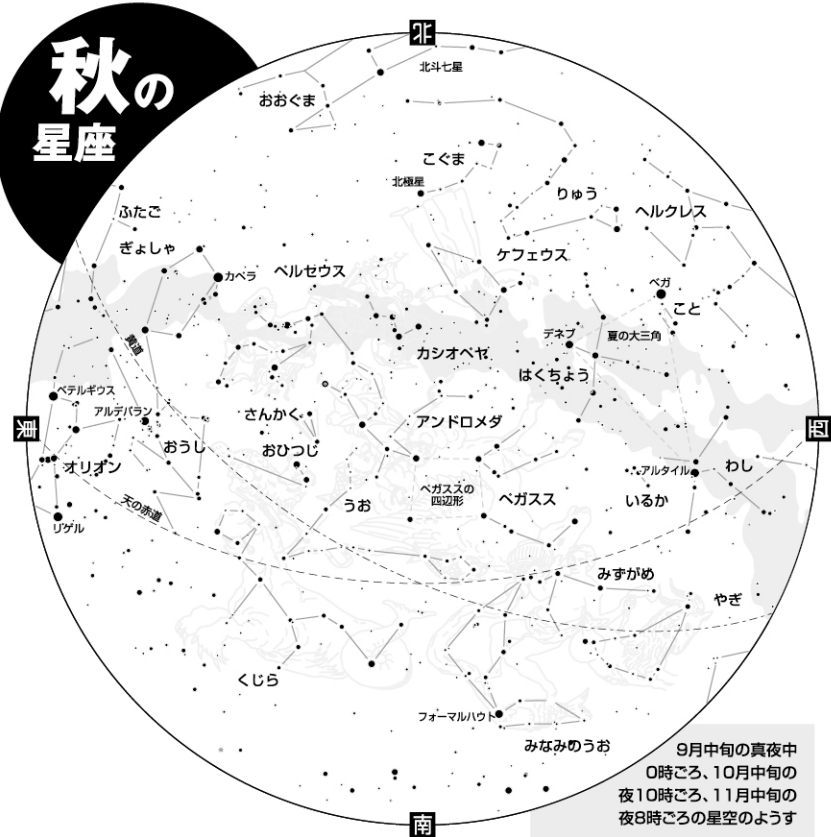 秋の
星座
北
北斗七星
おおぐま
こぐま
北極星
りゅう
ヘルクレス
ふたご
ぎょしゃ
カペラ
ペルセウス
ケフェウス
ベガ
こと
デネブ
夏の大三角
黄道
カシオペヤ
はくちょう
ベテルギウス
アルデバラン
さんかく
アンドロメダ
東
西
おうし
おひつじ
オリオン
アルタイル
わし
ペガススの
四辺形
ペガスス
いるか
うお
天の赤道
リゲル
みずがめ
やぎ
くじら
フォーマルハウト
みなみのうお
南
9月中旬の真夜中
0時ごろ、10月中旬の
夜10時ごろ、11月中旬の
夜8時ごろの星空のようす